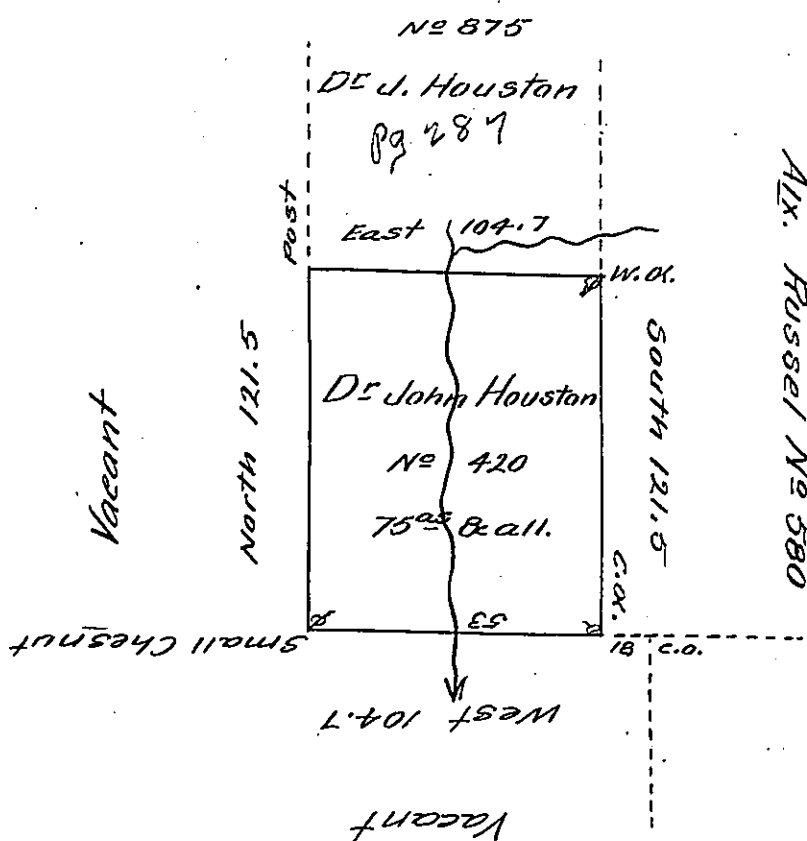 No 875
Dr J. Houston
pg 287
Post
East 104.7
W.O.
Alx. Russel No 580
Vacant
North 121.5
South 121.5
Dr John Houston
No 420
75as & all.
C.O.
53
Small Chesnut
18 C.O.
West 104.7
Vacant